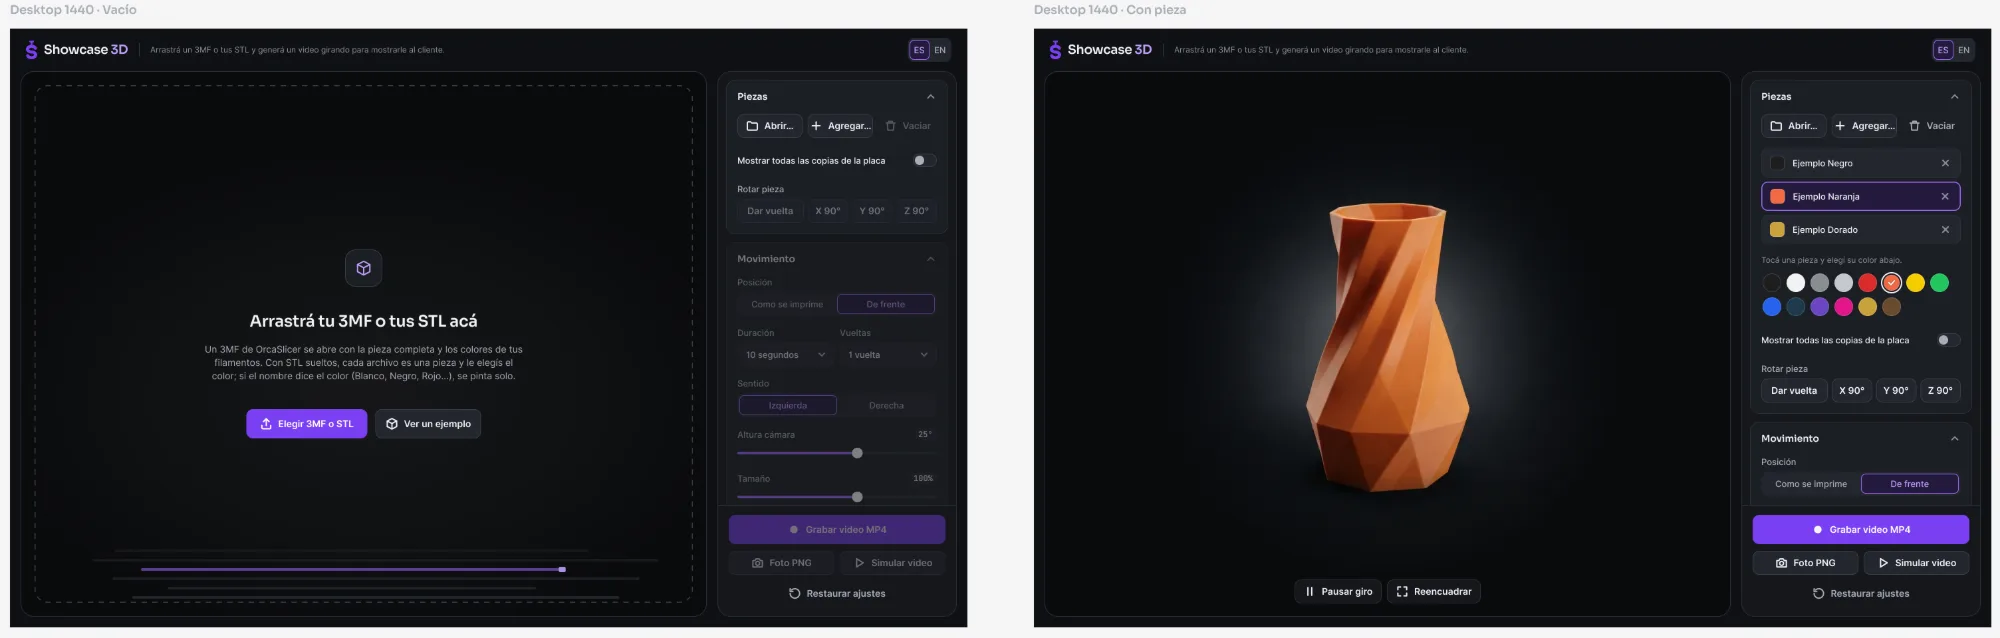 Desktop 1440 · Vacío
Showcase 3D
Arrastrá un 3MF o tus STL y generá un video girando para mostrarle al cliente.
ES EN
Arrastrá tu 3MF o tus STL acá
Un 3MF de OrcaSlicer se abre con la pieza completa y los colores de tus
filamentos. Con STL sueltos, cada archivo es una pieza y le elegís el
color; si el nombre dice el color (Blanco, Negro, Rojo...), se pinta solo.
Elegir 3MF o STL
Ver un ejemplo
Piezas
Abrir...
Agregar...
Vaciar
Mostrar todas las copias de la placa
Rotar pieza
Dar vuelta
X 90°
Y 90°
Z 90°
Movimiento
Posición
Como se imprime
De frente
Duración
Vueltas
10 segundos
1 vuelta
Sentido
Izquierda
Derecha
Altura cámara
25°
Tamaño
100%
Grabar video MP4
Foto PNG
Simular video
Restaurar ajustes
Desktop 1440 · Con pieza
Showcase 3D
Arrastrá un 3MF o tus STL y generá un video girando para mostrarle al cliente.
ES EN
Pausar giro
Reencuadrar
Piezas
Abrir...
Agregar...
Vaciar
Ejemplo Negro
Ejemplo Naranja
Ejemplo Dorado
Tocá una pieza y elegí su color abajo.
Mostrar todas las copias de la placa
Rotar pieza
Dar vuelta
X 90°
Y 90°
Z 90°
Movimiento
Posición
Como se imprime
De frente
Grabar video MP4
Foto PNG
Simular video
Restaurar ajustes